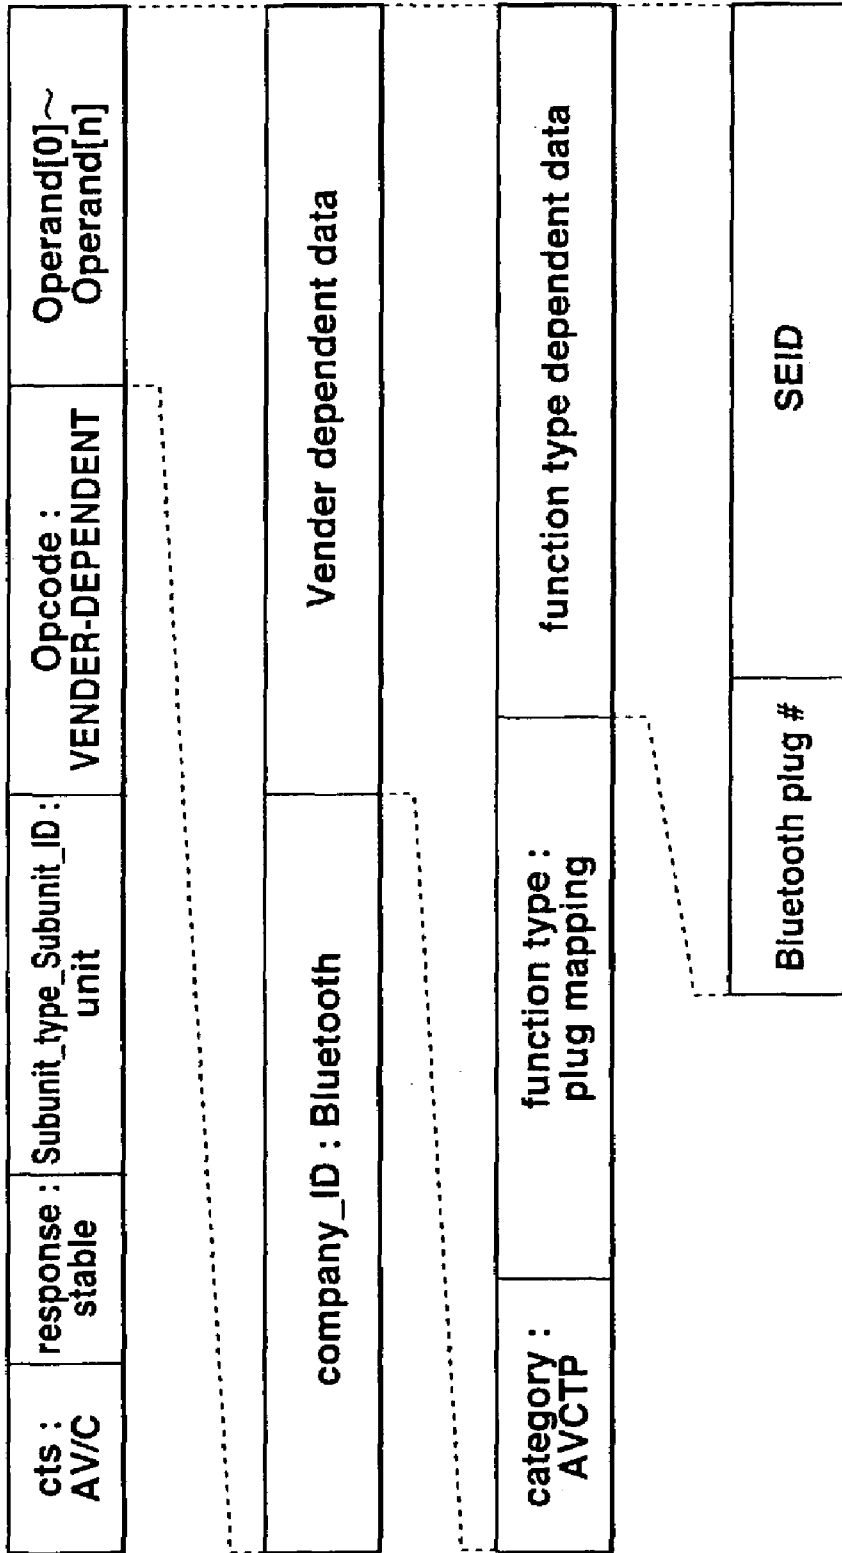 cts :
AV/C
response :
stable
Subunit_type_Subunit_ID :
unit
Opcode :
VENDER-DEPENDENT
Operand[0]~
Operand[n]
company_ID : Bluetooth
Vender dependent data
category :
AVCTP
function type :
plug mapping
function type dependent data
Bluetooth plug #
SEID